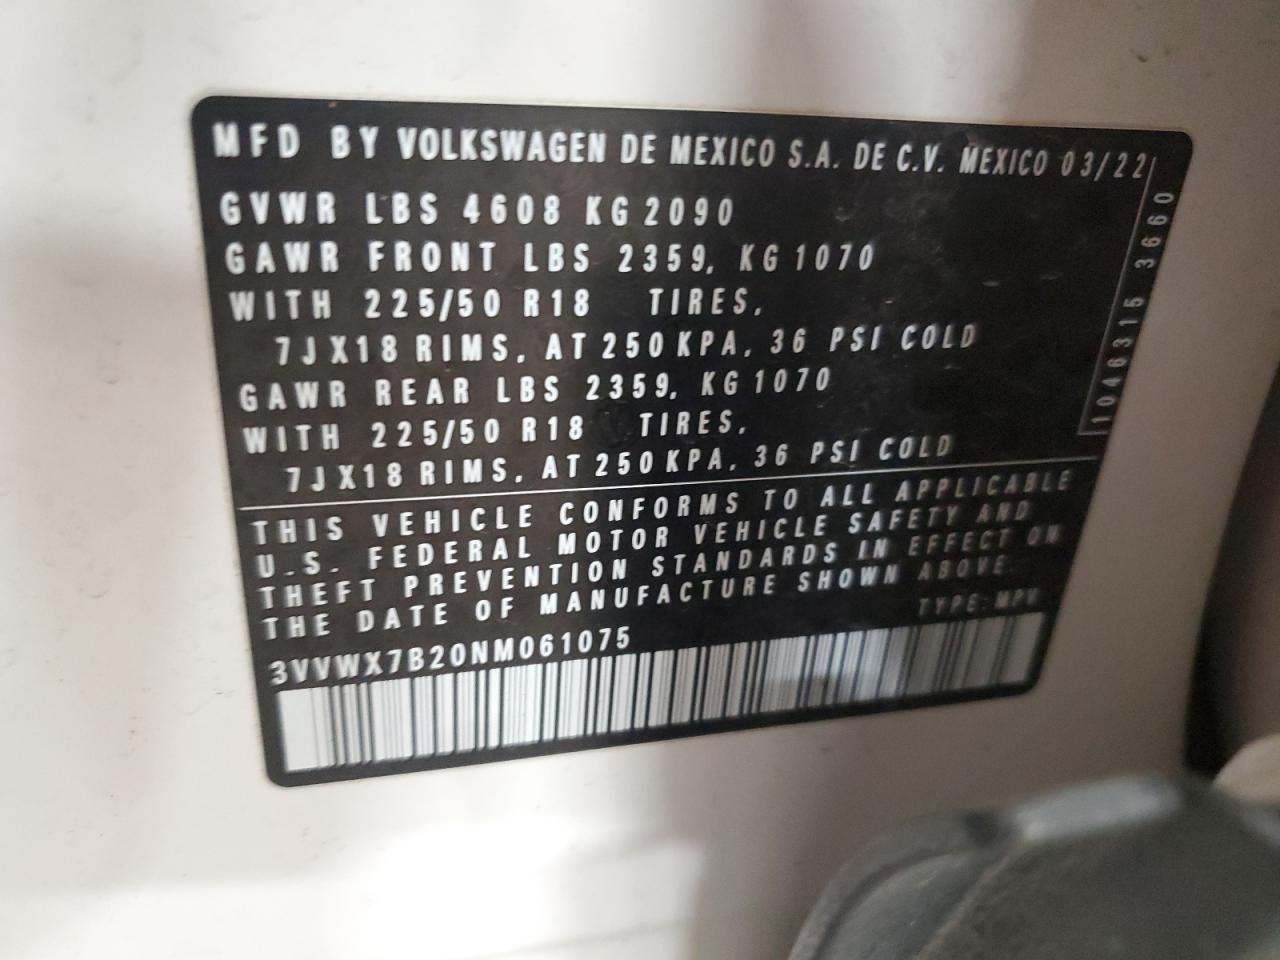 MFD BY VOLKSWAGEN DE MEXICO S.A. DE C.V. MEXICO 03/22
GVWR LBS 4608 KG 2090
GAWR FRONT LBS 2359, KG 1070
WITH 225/50 R18 TIRES,
7JX18 RIMS, AT 250 KPA, 36 PSI COLD
GAWR REAR LBS 2359, KG 1070
WITH 225/50 R18 TIRES,
7JX18 RIMS, AT 250 KPA, 36 PSI COLD
1046315 3660
THIS VEHICLE CONFORMS TO ALL APPLICABLE
U.S. FEDERAL MOTOR VEHICLE SAFETY AND
THEFT PREVENTION STANDARDS IN EFFECT ON
THE DATE OF MANUFACTURE SHOWN ABOVE.
TYPE: MPV
3VVWX7B20NM061075